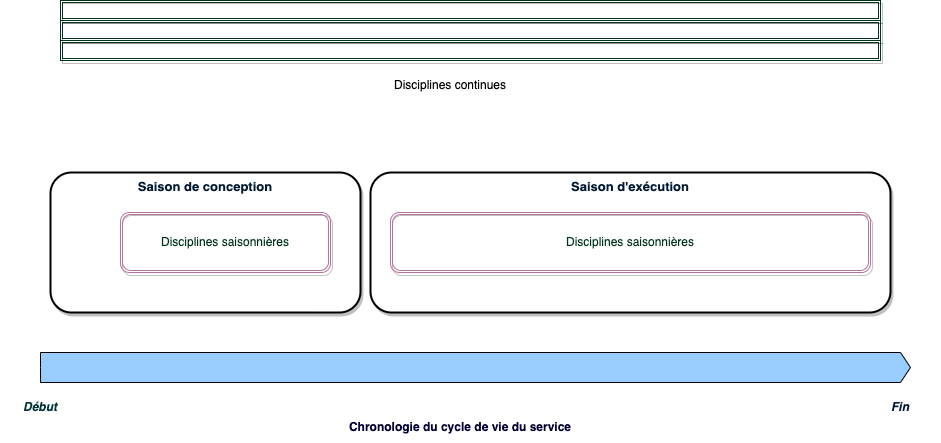 Disciplines continues
Saison de conception
Saison d'exécution
Disciplines saisonnières
Disciplines saisonnières
Début
Fin
Chronologie du cycle de vie du service